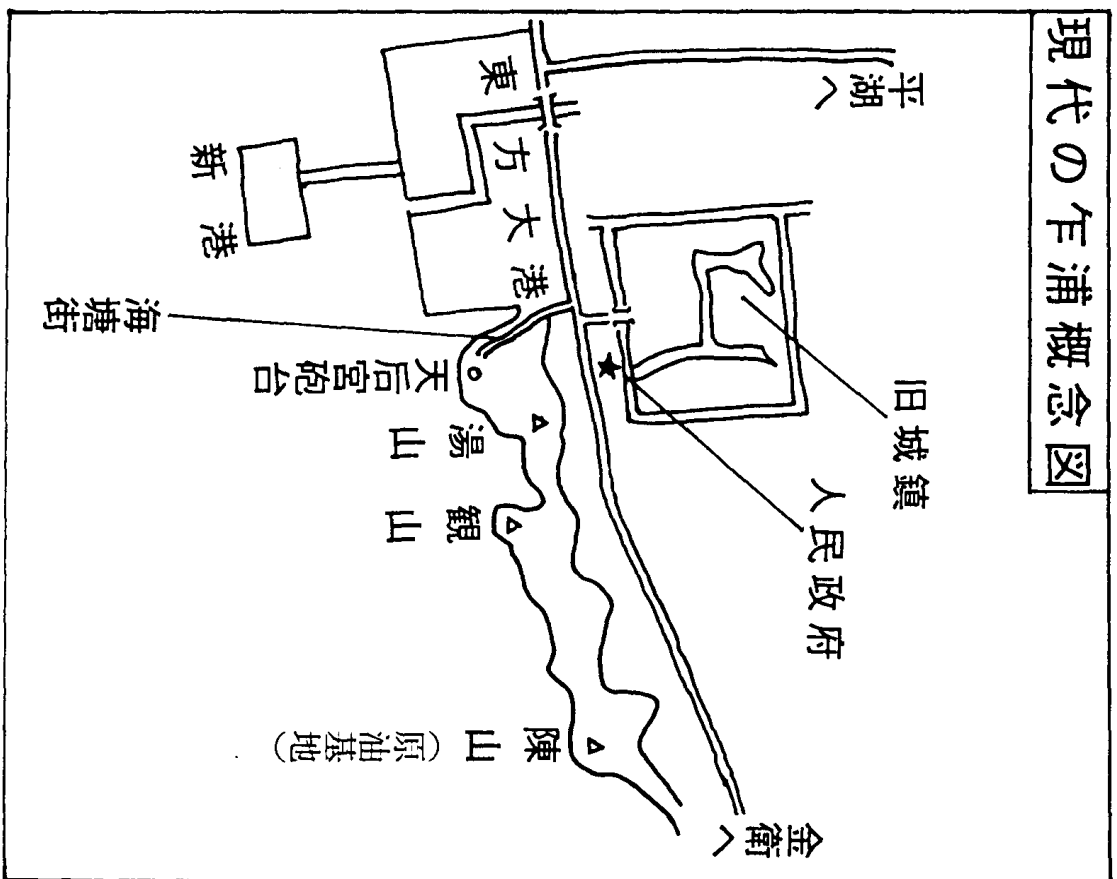 現代の乍浦概念図
平湖へ
旧城鎮
人民政府
金衛へ
東方大港
新港
海塘街
天后宮砲台
湯山
観山
陳山(原油基地)